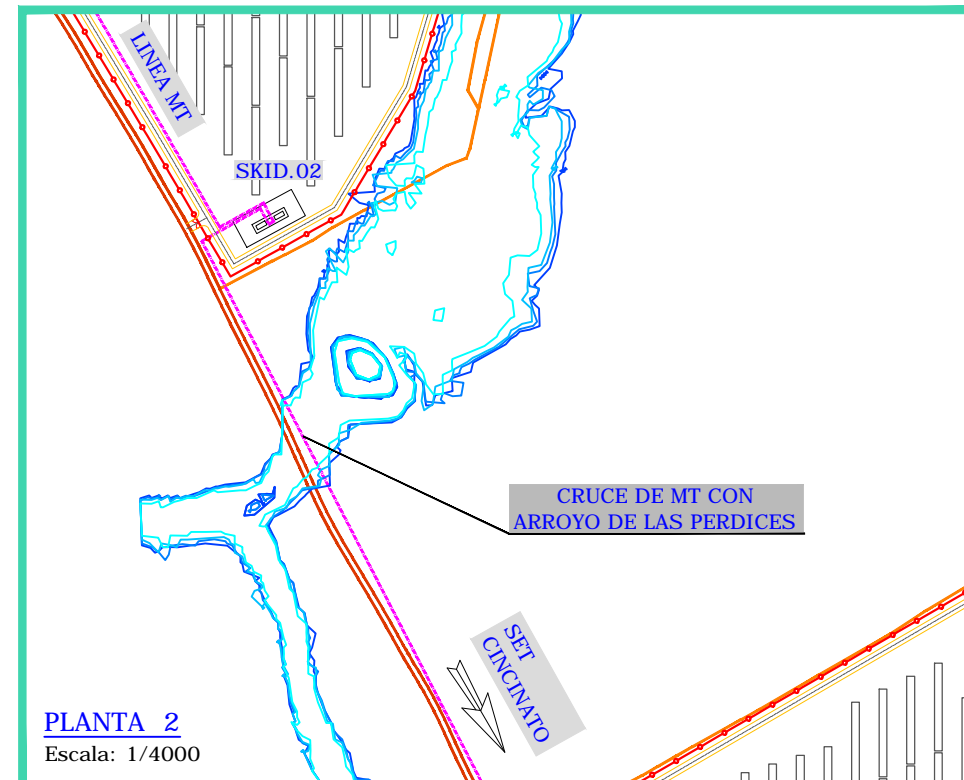 LINEA MT
SKID.02
CRUCE DE MT CON
ARROYO DE LAS PERDICES
SET
CINCINATO
PLANTA 2
Escala: 1/4000